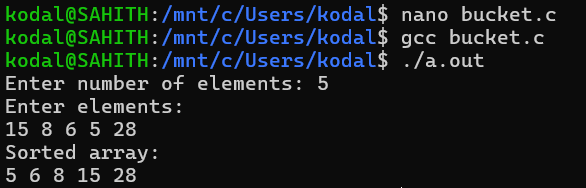 kodal@SAHITH:/mnt/c/Users/kodal$ nano bucket.c
kodal@SAHITH:/mnt/c/Users/kodal$ gcc bucket.c
kodal@SAHITH:/mnt/c/Users/kodal$ ./a.out
Enter number of elements: 5
Enter elements:
15 8 6 5 28
Sorted array:
5 6 8 15 28